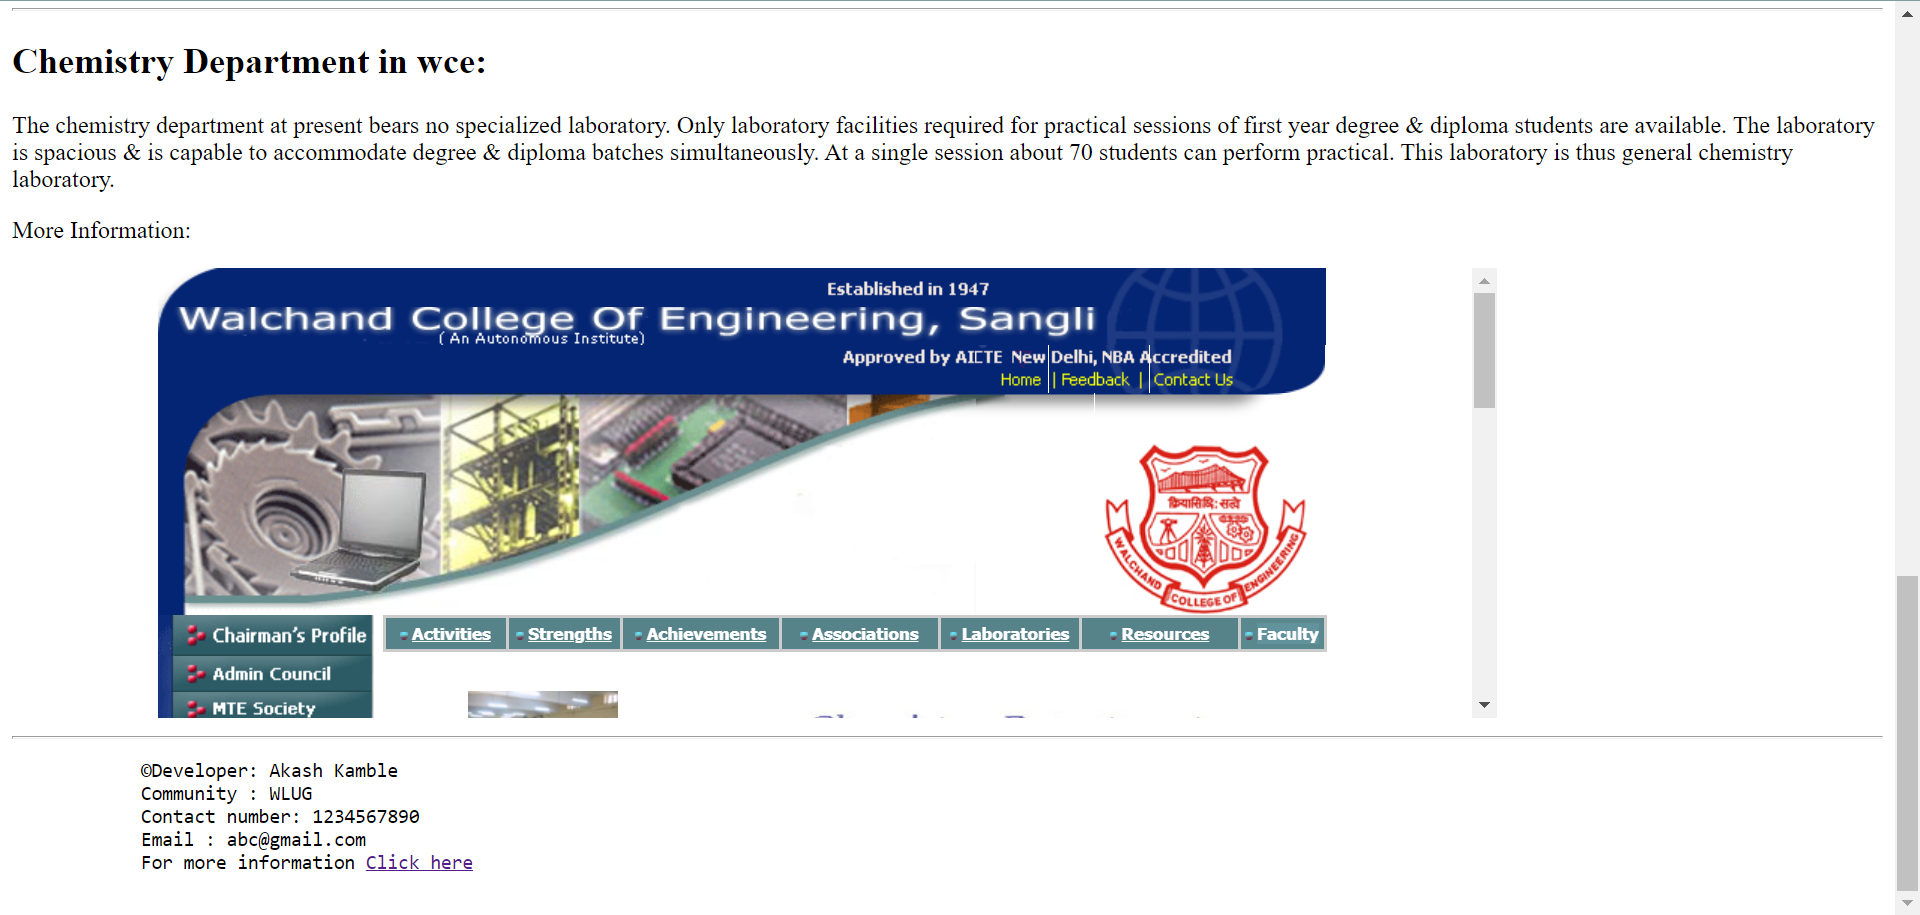 Chemistry Department in wce:
The chemistry department at present bears no specialized laboratory. Only laboratory facilities required for practical sessions of first year degree & diploma students are available. The laboratory
is spacious & is capable to accommodate degree & diploma batches simultaneously. At a single session about 70 students can perform practical. This laboratory is thus general chemistry
laboratory.
More Information:
Established in 1947
Walchand College Of Engineering, Sangli
( An Autonomous Institute)
Approved by AICTE New Delhi, NBA Accredited
Home | Feedback | Contact Us
क्रियासिद्धि: सत्वे
WALCHAND COLLEGE OF ENGINEERING
Chairman's Profile
Activities Strengths Achievements Associations Laboratories Resources Faculty
Admin Council
MTE Society
©Developer: Akash Kamble
Community : WLUG
Contact number: 1234567890
Email : abc@gmail.com
For more information Click here